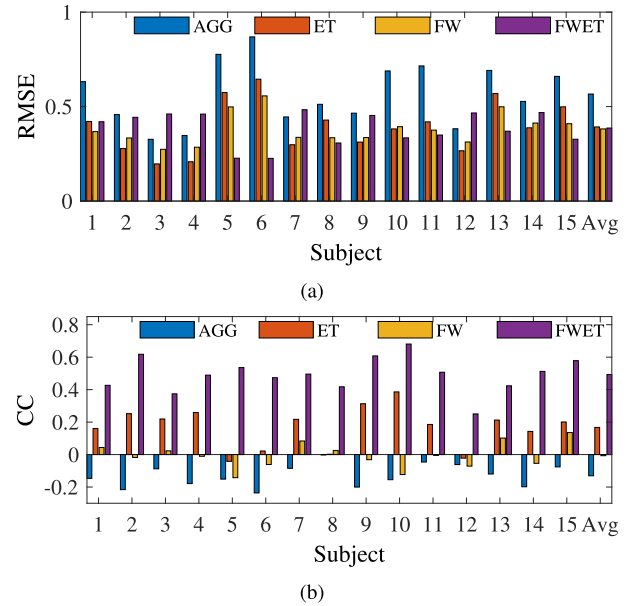 1
AGG ET FW FWET
0.5
0
RMSE
1 2 3 4 5 6 7 8 9 10 11 12 13 14 15 Avg
Subject
(a)
0.8
AGG ET FW FWET
0.6
0.4
0.2
0
-0.2
CC
1 2 3 4 5 6 7 8 9 10 11 12 13 14 15 Avg
Subject
(b)